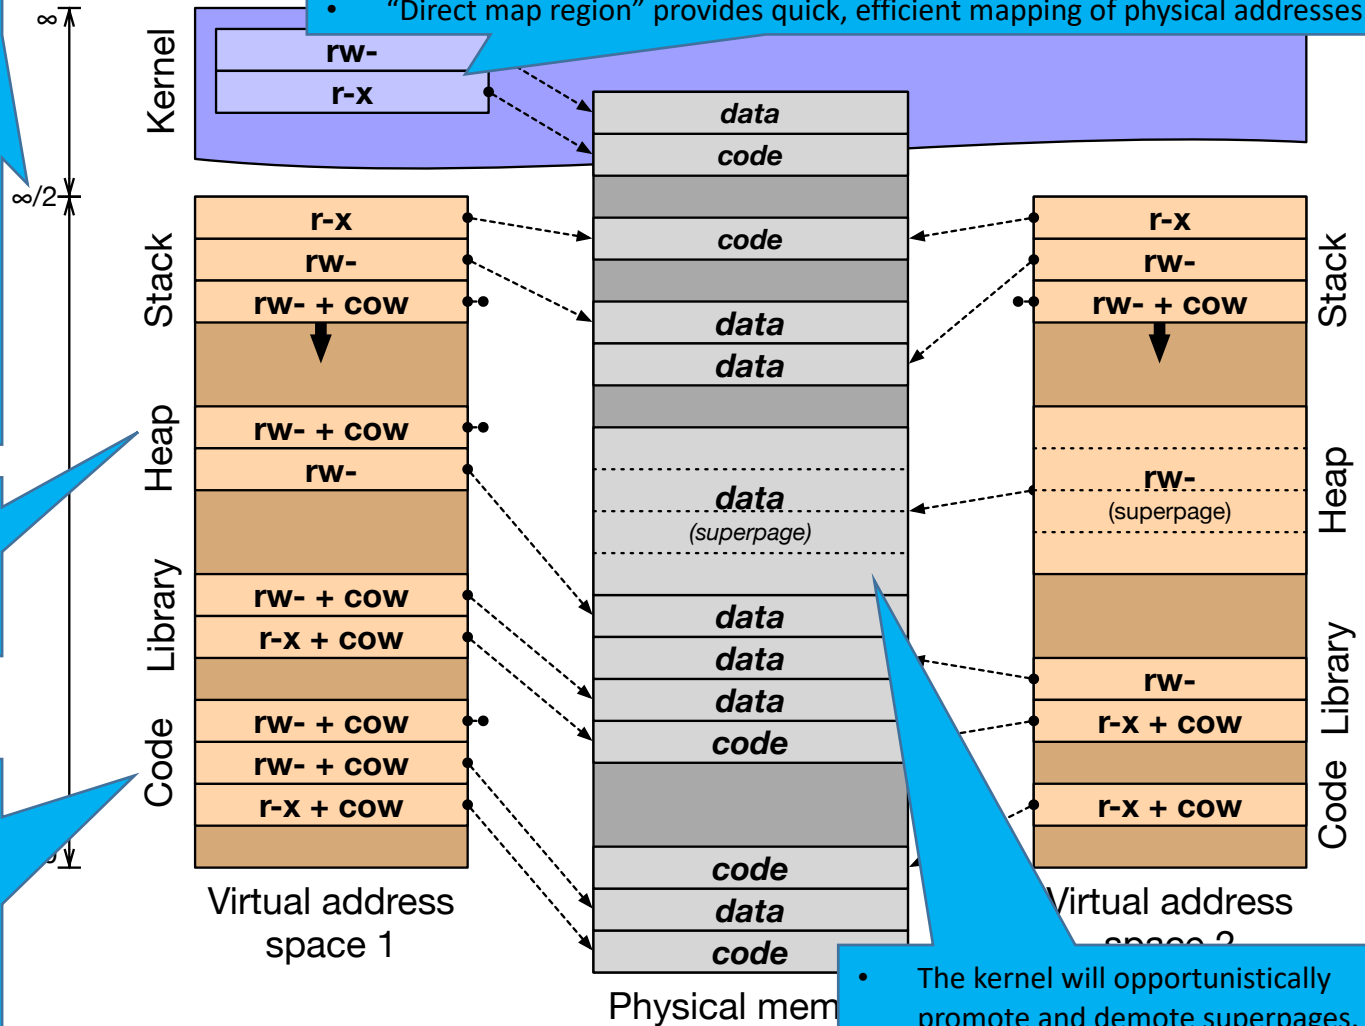 • “Direct map region” provides quick, efficient mapping of physical addresses
∞
Kernel
rw-
r-x
data
code
∞/2
Stack
r-x
rw-
rw- + cow
Heap
rw- + cow
rw-
Library
rw- + cow
r-x + cow
Code
rw- + cow
rw- + cow
r-x + cow
Virtual address
space 1
code
data
data
data
(superpage)
data
data
data
code
code
data
code
Physical mem
r-x
rw-
rw- + cow
Stack
rw-
(superpage)
Heap
rw-
r-x + cow
Library
r-x + cow
Code
Virtual address
space 2
• The kernel will opportunistically
promote and demote superpages.